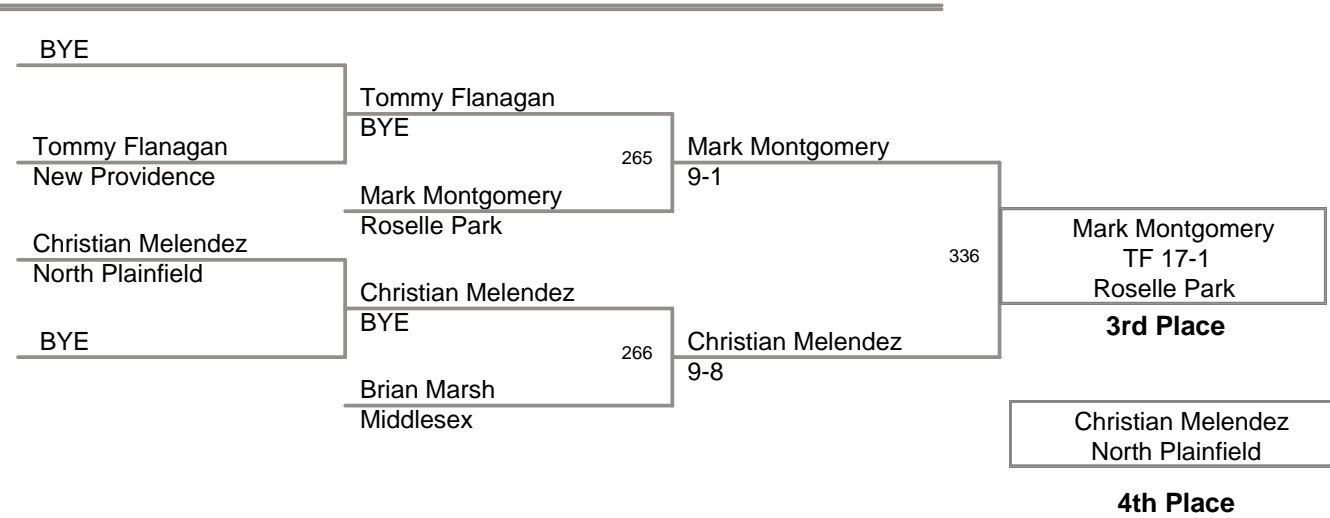 BYE
Tommy Flanagan
BYE
Tommy Flanagan
New Providence
265
Mark Montgomery
9-1
Mark Montgomery
Roselle Park
Christian Melendez
North Plainfield
336
Mark Montgomery
TF 17-1
Roselle Park
3rd Place
Christian Melendez
BYE
BYE
266
Christian Melendez
9-8
Brian Marsh
Middlesex
Christian Melendez
North Plainfield
4th Place